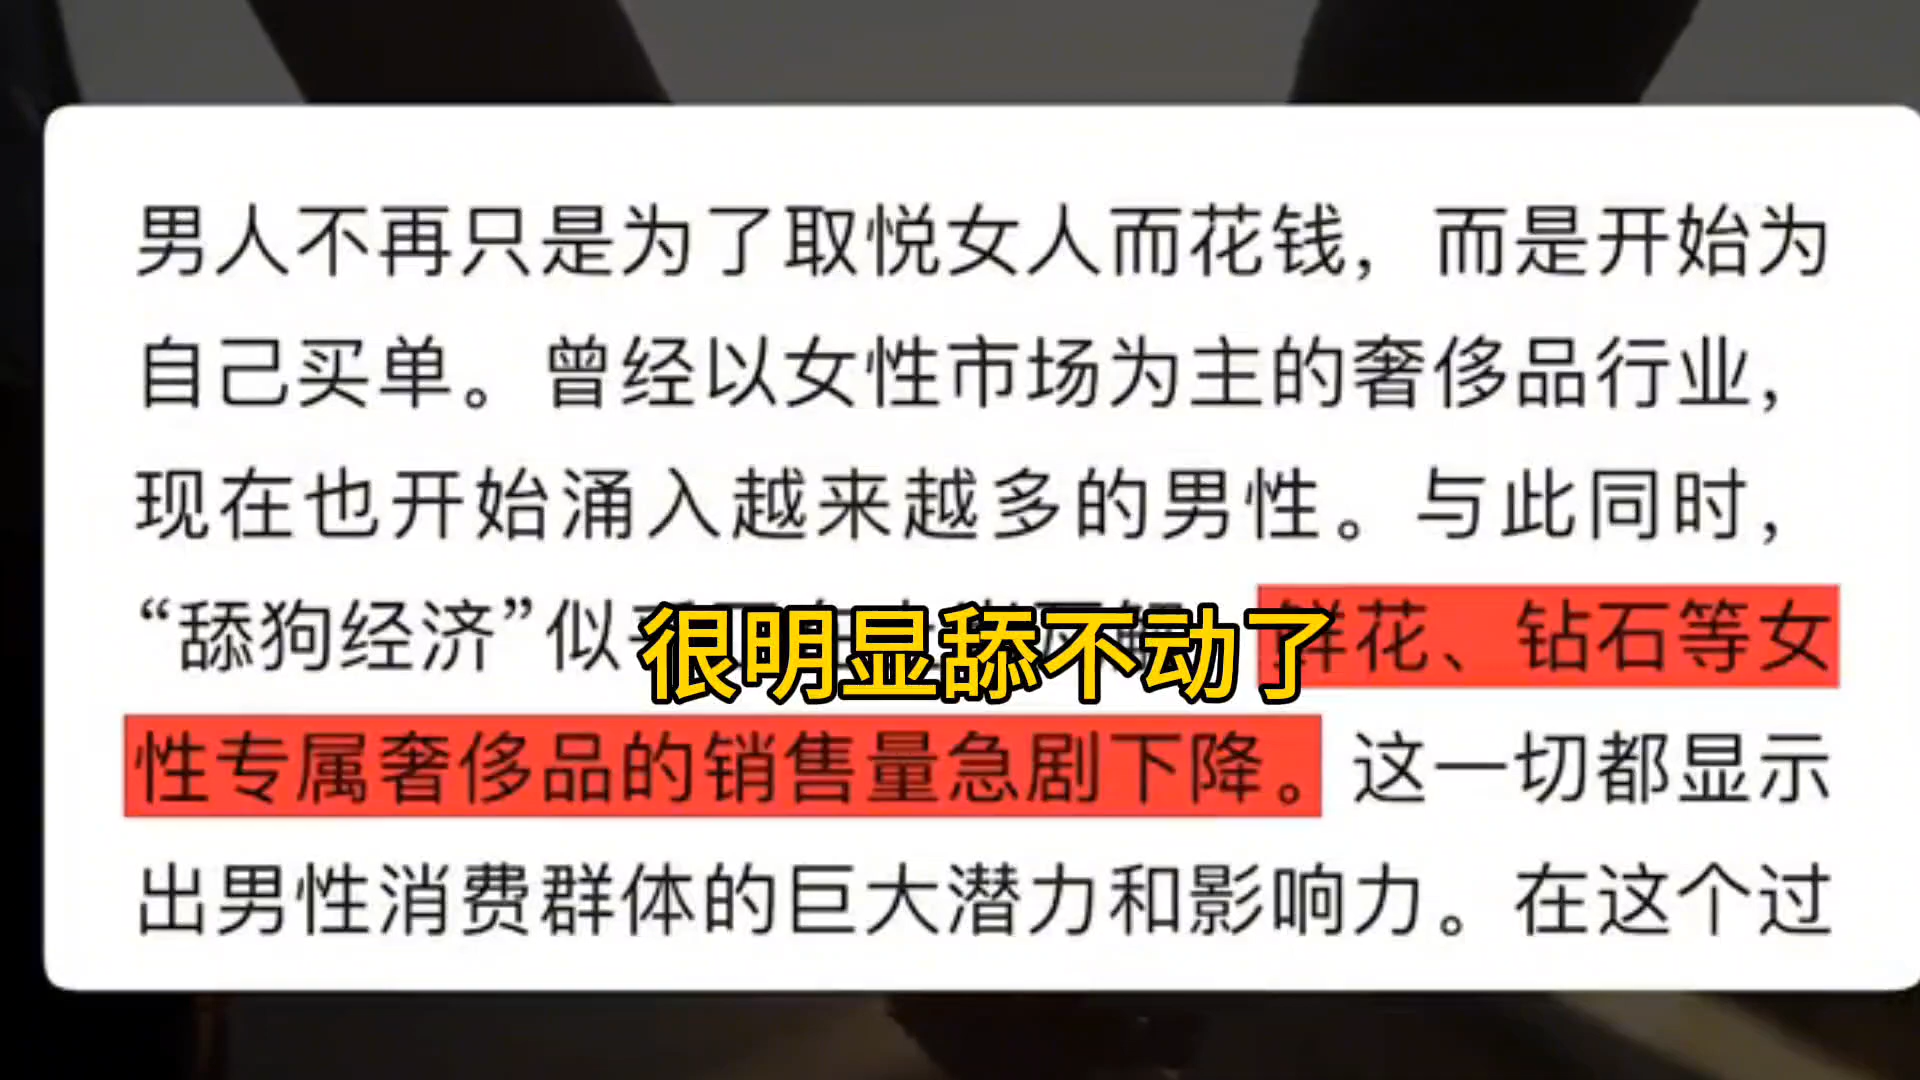 男人不再只是为了取悦女人而花钱，而是开始为
自己买单。曾经以女性市场为主的奢侈品行业，
现在也开始涌入越来越多的男性。与此同时，
“舔狗经济”似 鲜花、钻石等女
很明显舔不动了
性专属奢侈品的销售量急剧下降。这一切都显示
出男性消费群体的巨大潜力和影响力。在这个过